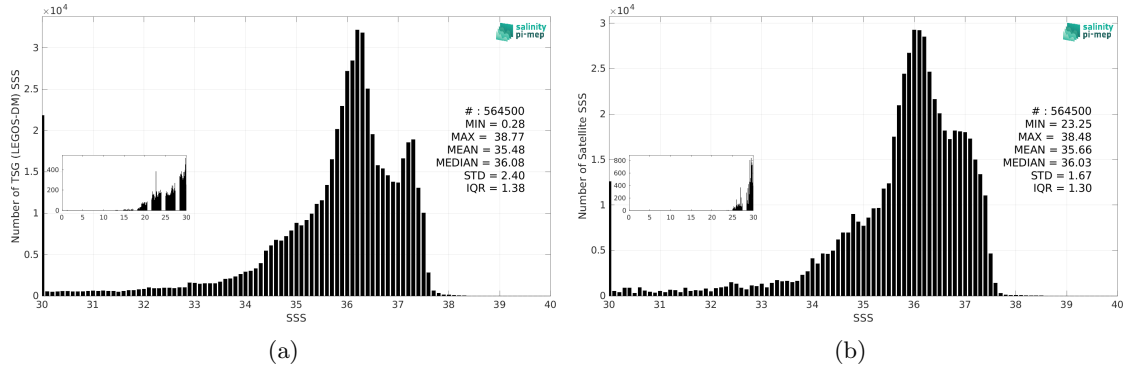 ×10⁴
salinity
pi-mep
3
2.5
2
1.5
1
0.5
0
Number of TSG (LEGOS-DM) SSS
# : 564500
MIN = 0.28
MAX = 38.77
MEAN = 35.48
MEDIAN = 36.08
STD = 2.40
IQR = 1.38
400
200
0
0 5 10 15 20 25 30
30 31 32 33 34 35 36 37 38 39 40
SSS
(a)
×10⁴
salinity
pi-mep
3
2.5
2
1.5
1
0.5
0
Number of Satellite SSS
# : 564500
MIN = 23.25
MAX = 38.48
MEAN = 35.66
MEDIAN = 36.03
STD = 1.67
IQR = 1.30
800
600
400
200
0
0 5 10 15 20 25 30
30 31 32 33 34 35 36 37 38 39 40
SSS
(b)